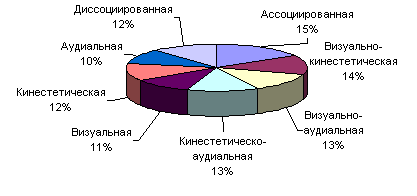 Диссоциированная
12%
Ассоциированная
15%
Аудиальная
10%
Визуально-
кинестетическая
14%
Кинестетическая
12%
Визуально-
аудиальная
13%
Визуальная
11%
Кинестетическо-
аудиальная
13%